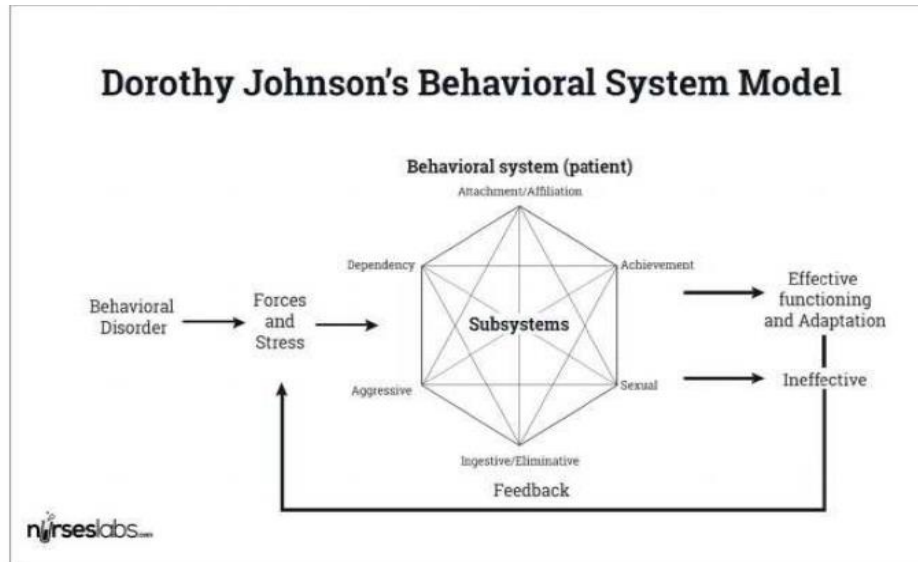 Dorothy Johnson's Behavioral System Model
Behavioral system (patient)
Attachment/Affiliation
Dependency
Achievement
Behavioral
Disorder
Forces
and
Stress
Subsystems
Effective
functioning
and Adaptation
Aggressive
Sexual
Ineffective
Ingestive/Eliminative
Feedback
nurseslabs.com